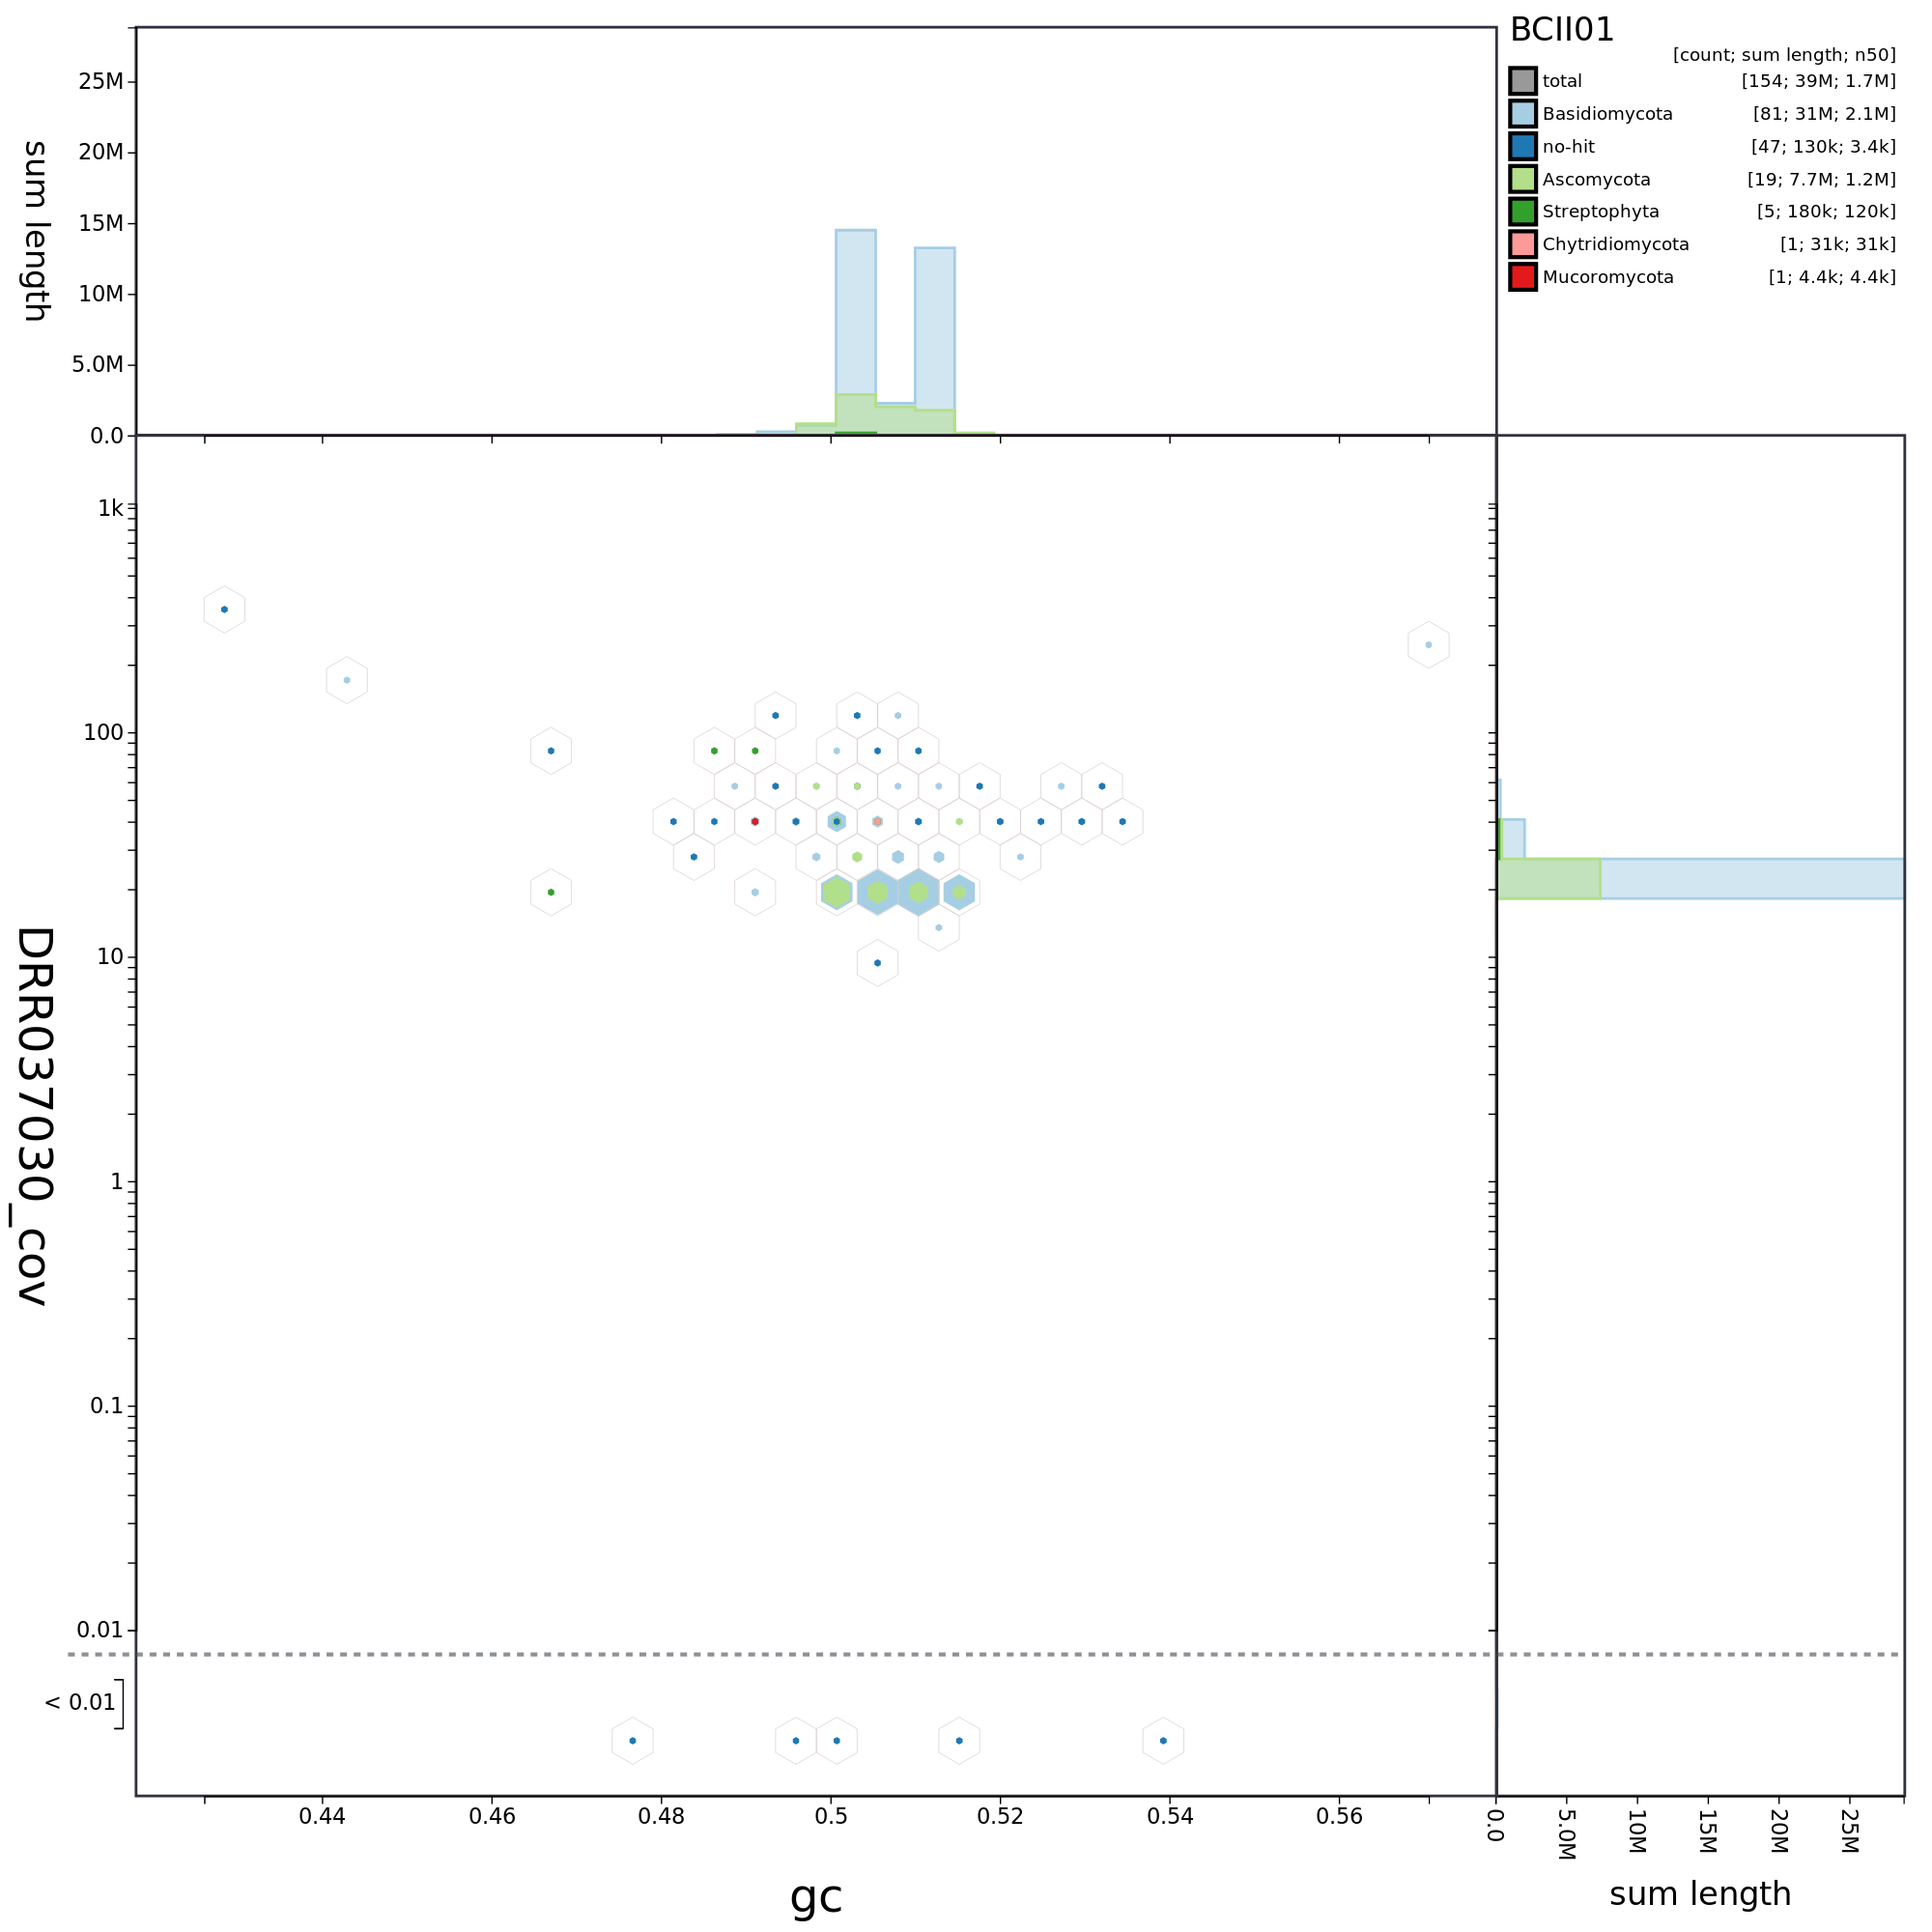 BCII01
[count; sum length; n50]
total [154; 39M; 1.7M]
Basidiomycota [81; 31M; 2.1M]
no-hit [47; 130k; 3.4k]
Ascomycota [19; 7.7M; 1.2M]
Streptophyta [5; 180k; 120k]
Chytridiomycota [1; 31k; 31k]
Mucoromycota [1; 4.4k; 4.4k]
sum length
25M
20M
15M
10M
5.0M
0.0
DRR037030_cov
1k
100
10
1
0.1
0.01
< 0.01
0.44 0.46 0.48 0.5 0.52 0.54 0.56
gc
0.0 5.0M 10M 15M 20M 25M
sum length